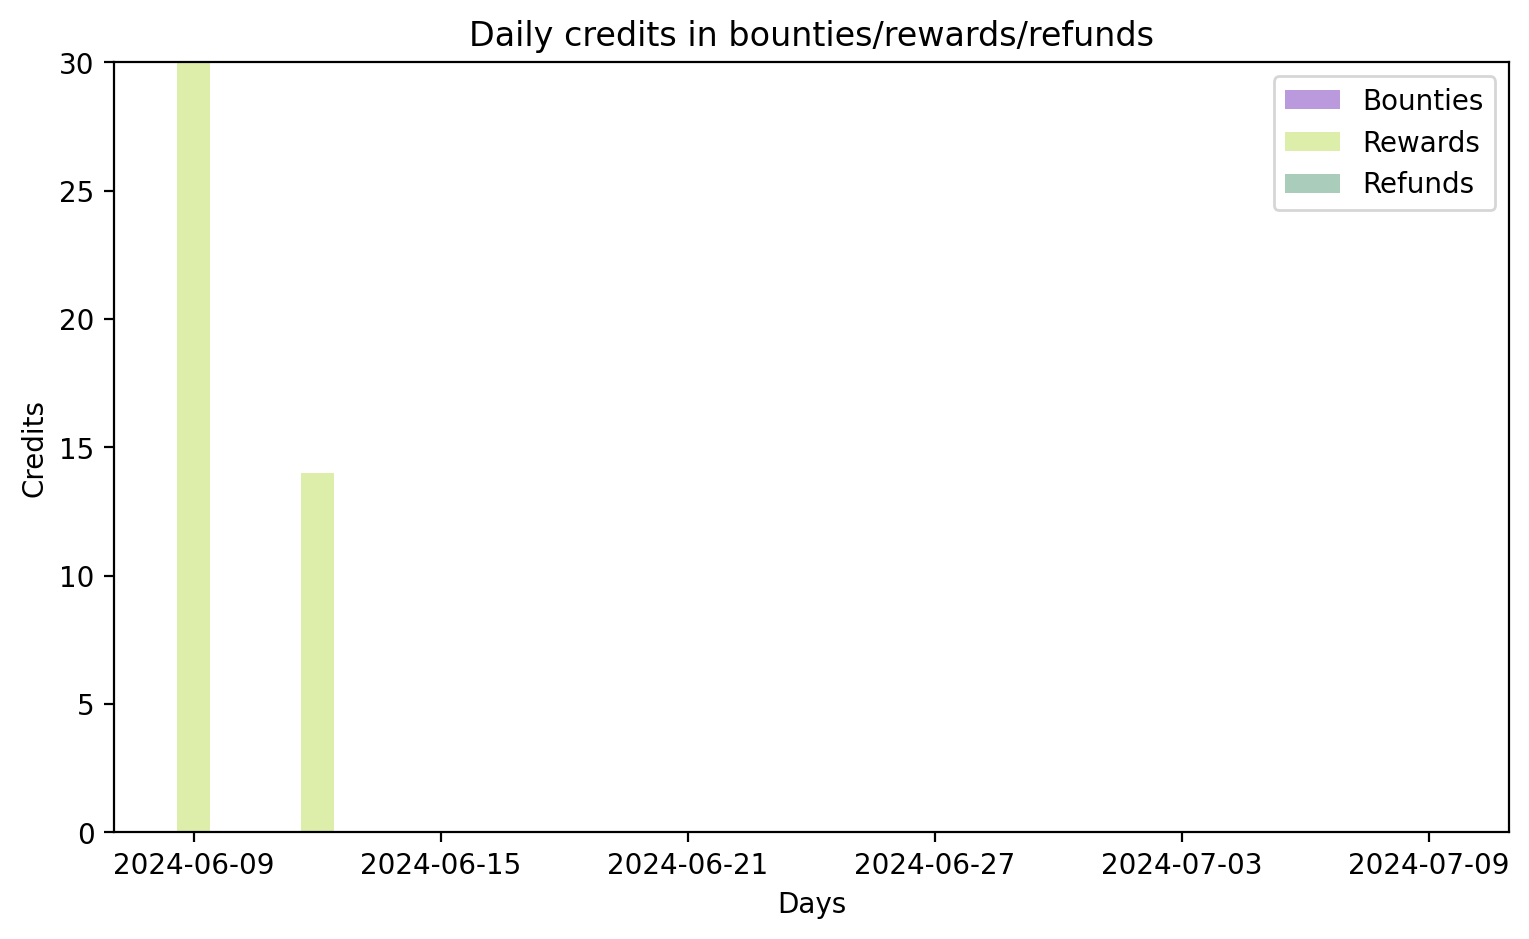 Daily credits in bounties/rewards/refunds
30
25
20
15
10
5
0
Credits
Bounties
Rewards
Refunds
2024-06-09 2024-06-15 2024-06-21 2024-06-27 2024-07-03 2024-07-09
Days